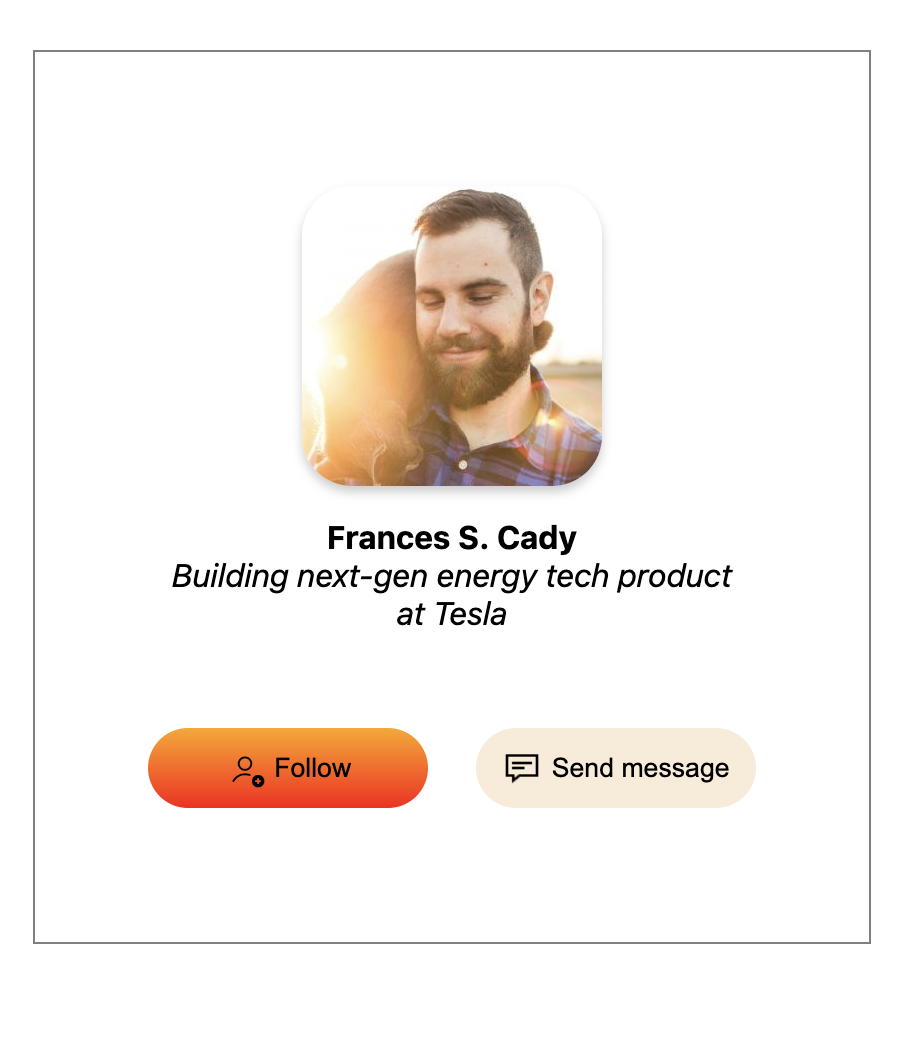 Frances S. Cady
Building next-gen energy tech product
at Tesla
Follow
Send message